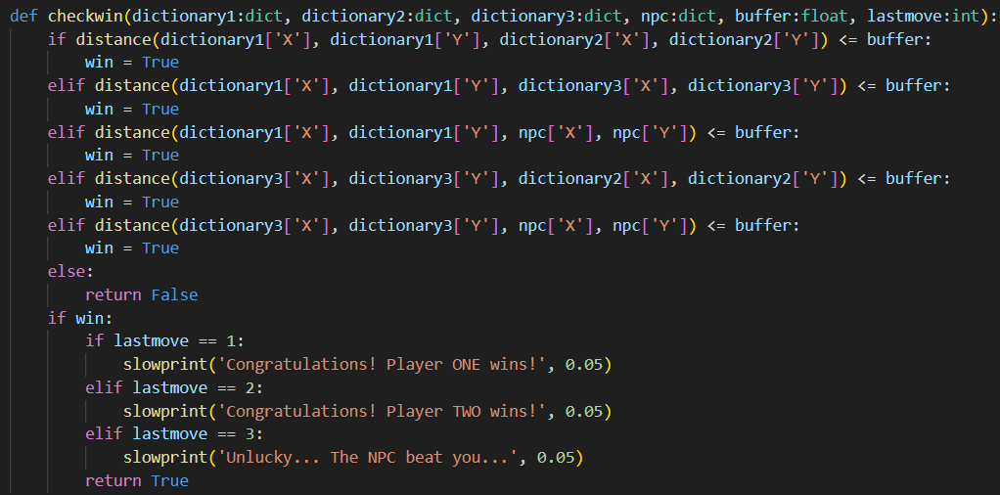 def checkwin(dictionary1:dict, dictionary2:dict, dictionary3:dict, npc:dict, buffer:float, lastmove:int):
    if distance(dictionary1['X'], dictionary1['Y'], dictionary2['X'], dictionary2['Y']) <= buffer:
        win = True
    elif distance(dictionary1['X'], dictionary1['Y'], dictionary3['X'], dictionary3['Y']) <= buffer:
        win = True
    elif distance(dictionary1['X'], dictionary1['Y'], npc['X'], npc['Y']) <= buffer:
        win = True
    elif distance(dictionary3['X'], dictionary3['Y'], dictionary2['X'], dictionary2['Y']) <= buffer:
        win = True
    elif distance(dictionary3['X'], dictionary3['Y'], npc['X'], npc['Y']) <= buffer:
        win = True
    else:
        return False
    if win:
        if lastmove == 1:
            slowprint('Congratulations! Player ONE wins!', 0.05)
        elif lastmove == 2:
            slowprint('Congratulations! Player TWO wins!', 0.05)
        elif lastmove == 3:
            slowprint('Unlucky... The NPC beat you...', 0.05)
        return True